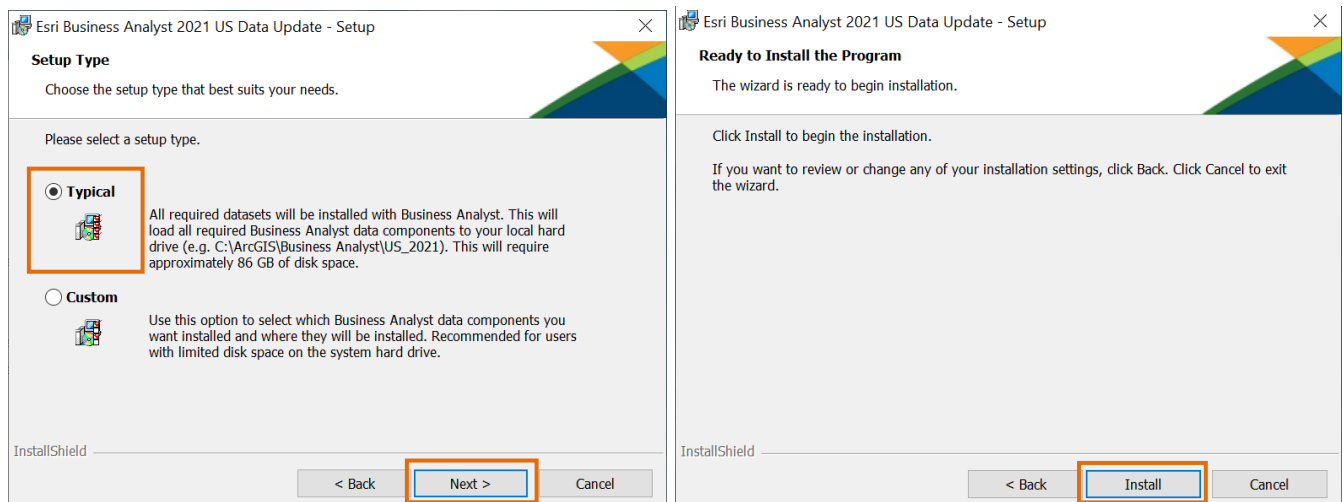 Esri Business Analyst 2021 US Data Update - Setup
Setup Type
Choose the setup type that best suits your needs.
Please select a setup type.
Typical
All required datasets will be installed with Business Analyst. This will
load all required Business Analyst data components to your local hard
drive (e.g. C:\ArcGIS\Business Analyst\US_2021). This will require
approximately 86 GB of disk space.
Custom
Use this option to select which Business Analyst data components you
want installed and where they will be installed. Recommended for users
with limited disk space on the system hard drive.
InstallShield
< Back
Next >
Cancel
Esri Business Analyst 2021 US Data Update - Setup
Ready to Install the Program
The wizard is ready to begin installation.
Click Install to begin the installation.
If you want to review or change any of your installation settings, click Back. Click Cancel to exit
the wizard.
InstallShield
< Back
Install
Cancel